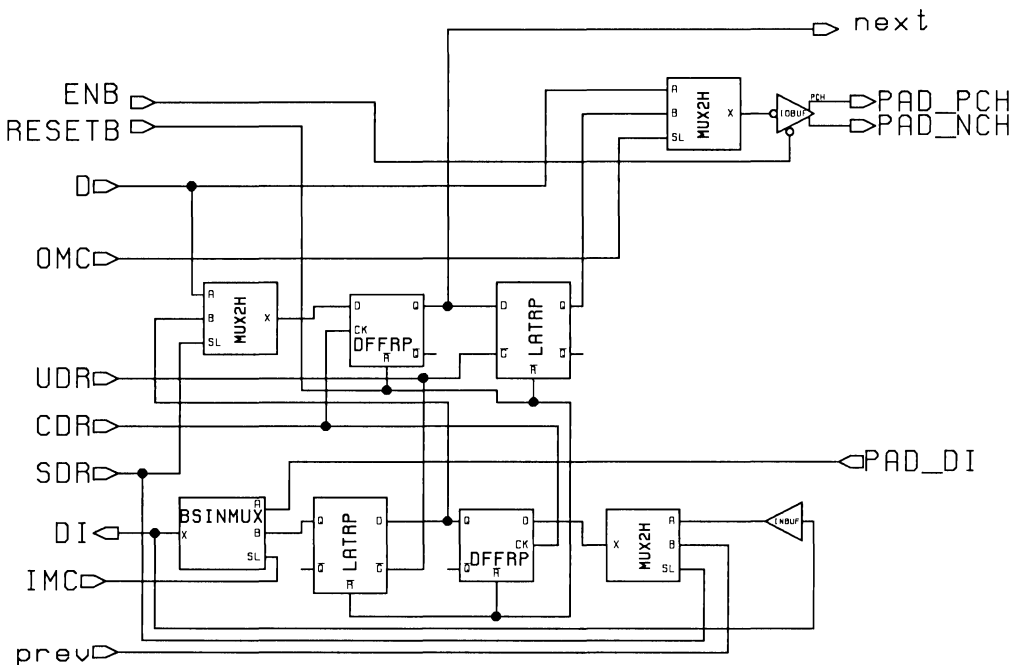 next
ENB
PCH
PAD_PCH
A
B
X
SL
MUX2H
IOBUF
PAD_NCH
RESETB
D
OMC
A
B
X
SL
MUX2H
D
Q
CK
DFFRP
R
Q
D
Q
LATRP
G
Q
R
UDR
CDR
SDR
PAD_DI
DI
BSINMUX
A
X
B
SL
Q
D
LATRP
Q
G
R
Q
D
CK
DFFRP
Q
R
X
A
B
SL
MUX2H
INBUF
IMC
prev